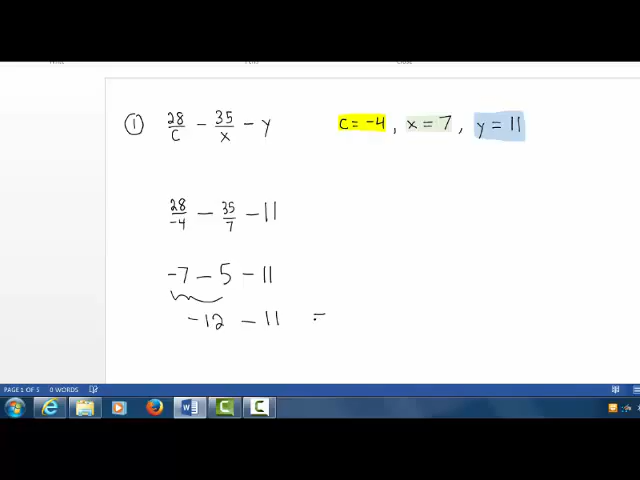 ① 28/c − 35/x − y    c = -4 , x = 7 , y = 11
28/-4 − 35/7 − 11
-7 − 5 − 11
-12 − 11 =
PAGE 1 OF 5 0 WORDS